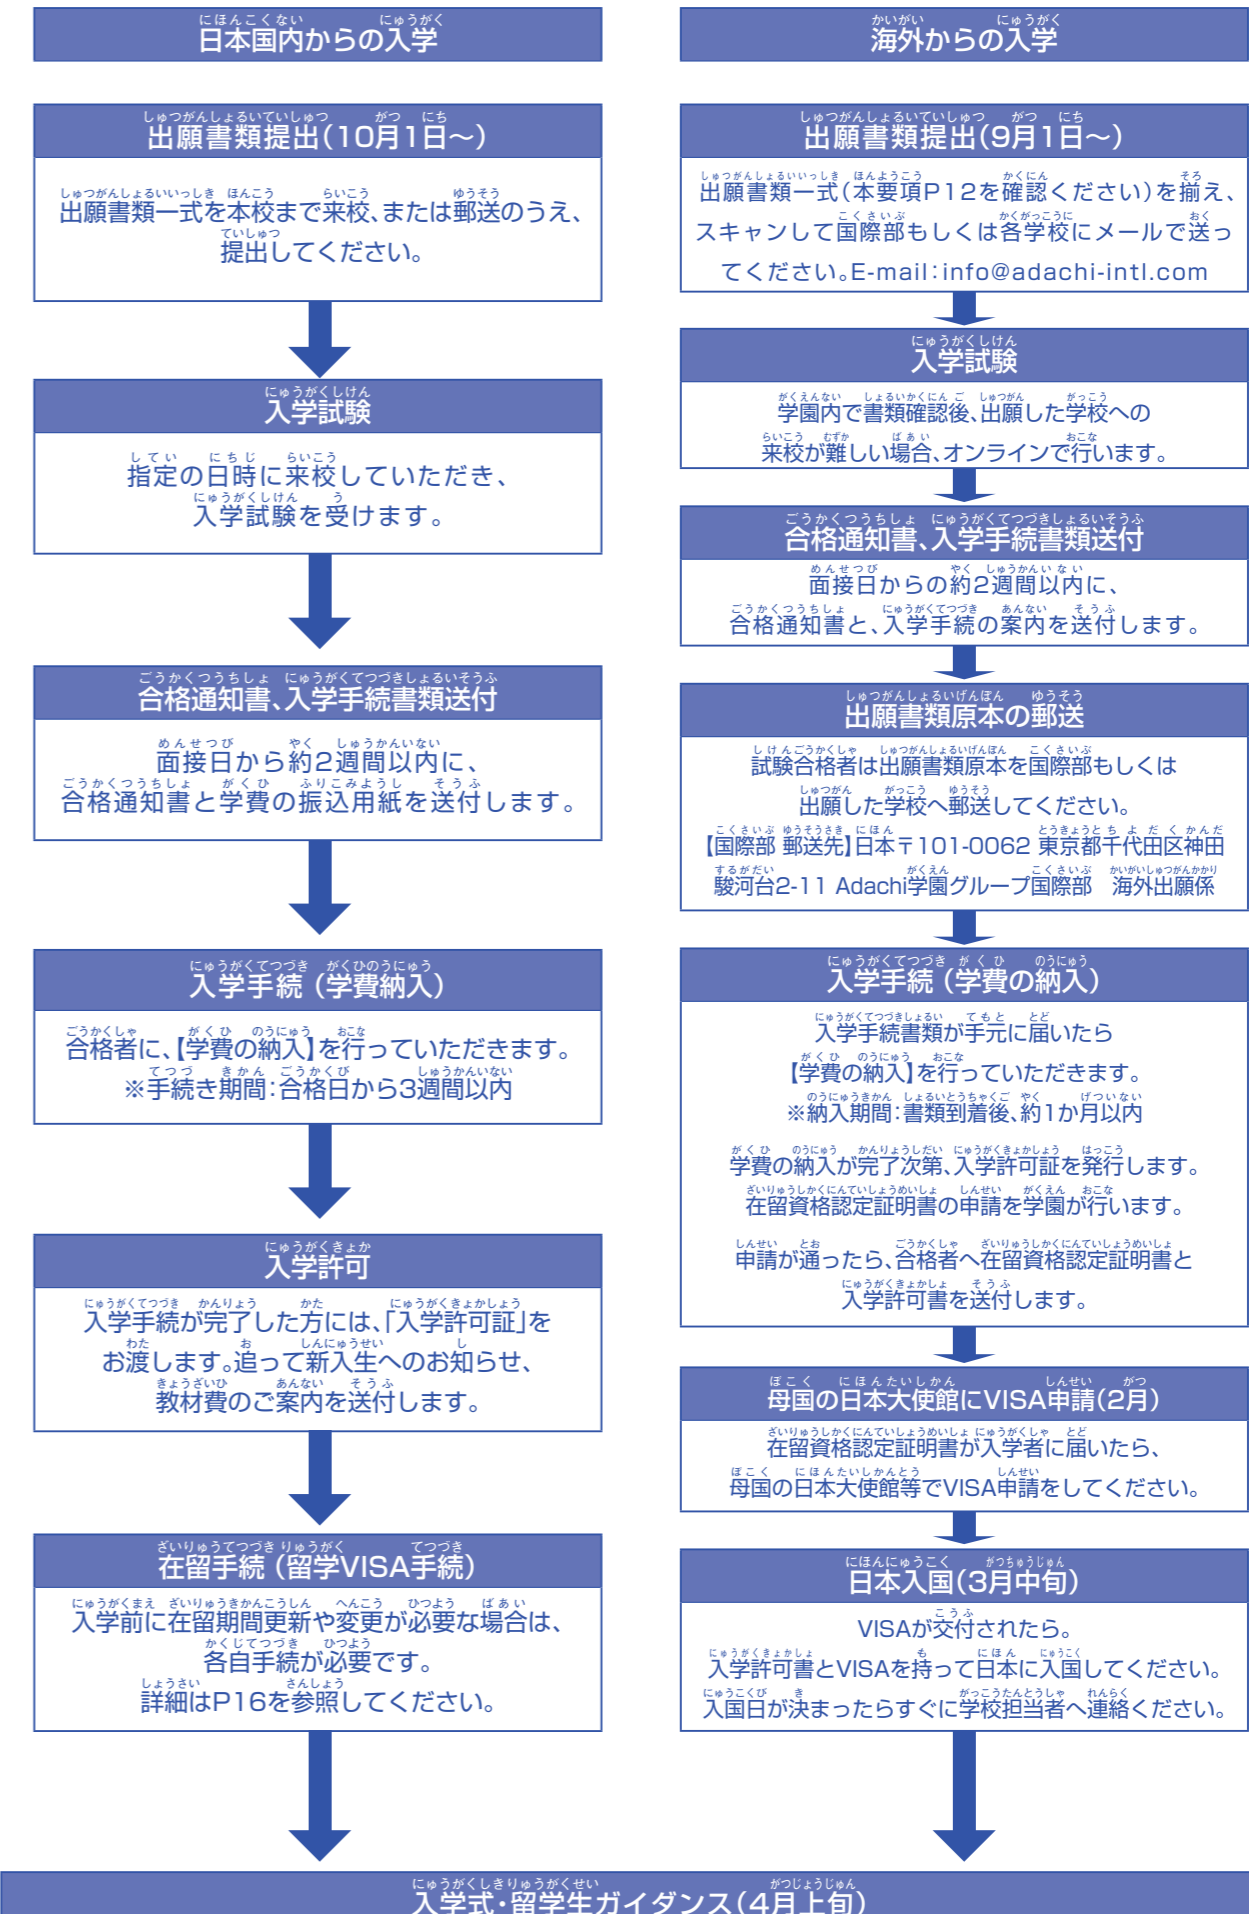 日本国内からの入学
出願書類提出(10月1日～)
出願書類一式を本校まで来校、または郵送のうえ、
提出してください。
入学試験
指定の日時に来校していただき、
入学試験を受けます。
合格通知書、入学手続書類送付
面接日から約2週間以内に、
合格通知書と学費の振込用紙を送付します。
入学手続(学費納入)
合格者に、【学費の納入】を行っていただきます。
※手続き期間:合格日から3週間以内
入学許可
入学手続が完了した方には、「入学許可証」を
お渡します。追って新入生へのお知らせ、
教材費のご案内を送付します。
在留手続(留学VISA手続)
入学前に在留期間更新や変更が必要な場合は、
各自手続が必要です。
詳細はP16を参照してください。
海外からの入学
出願書類提出(9月1日～)
出願書類一式(本要項P12を確認ください)を揃え、
スキャンして国際部もしくは各学校にメールで送っ
てください。E-mail:info@adachi-intl.com
入学試験
学園内で書類確認後、出願した学校への
来校が難しい場合、オンラインで行います。
合格通知書、入学手続書類送付
面接日からの約2週間以内に、
合格通知書と、入学手続の案内を送付します。
出願書類原本の郵送
試験合格者は出願書類原本を国際部もしくは
出願した学校へ郵送してください。
【国際部 郵送先】日本〒101-0062 東京都千代田区神田
駿河台2-11 Adachi学園グループ国際部 海外出願係
入学手続(学費の納入)
入学手続書類が手元に届いたら
【学費の納入】を行っていただきます。
※納入期間:書類到着後、約1か月以内
学費の納入が完了次第、入学許可証を発行します。
在留資格認定証明書の申請を学園が行います。
申請が通ったら、合格者へ在留資格認定証明書と
入学許可書を送付します。
母国の日本大使館にVISA申請(2月)
在留資格認定証明書が入学者に届いたら、
母国の日本大使館等でVISA申請をしてください。
日本入国(3月中旬)
VISAが交付されたら。
入学許可書とVISAを持って日本に入国してください。
入国日が決まったらすぐに学校担当者へ連絡ください。
入学式・留学生ガイダンス(4月上旬)